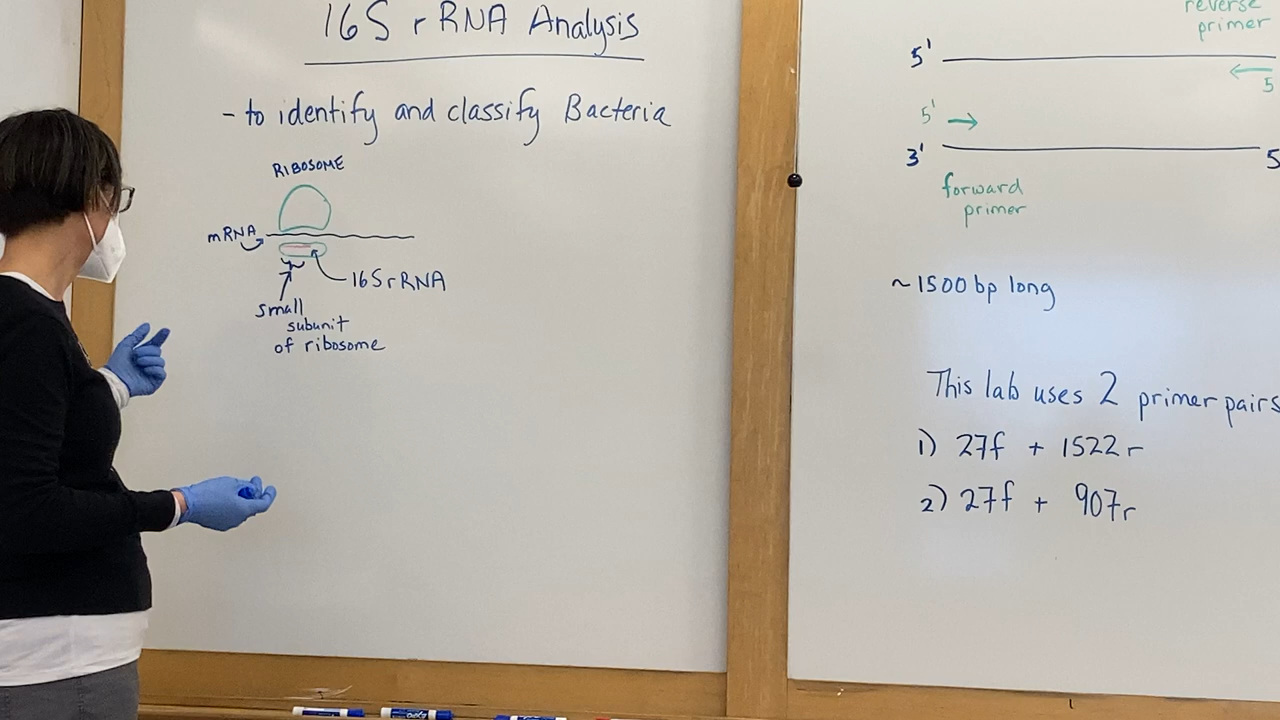 16S rRNA Analysis
- to identify and classify Bacteria
RIBOSOME
mRNA
16S rRNA
small
subunit
of ribosome
reverse
primer
5'
5
5'
3'
5
forward
primer
~1500 bp long
This lab uses 2 primer pairs
1) 27f + 1522r
2) 27f + 907r